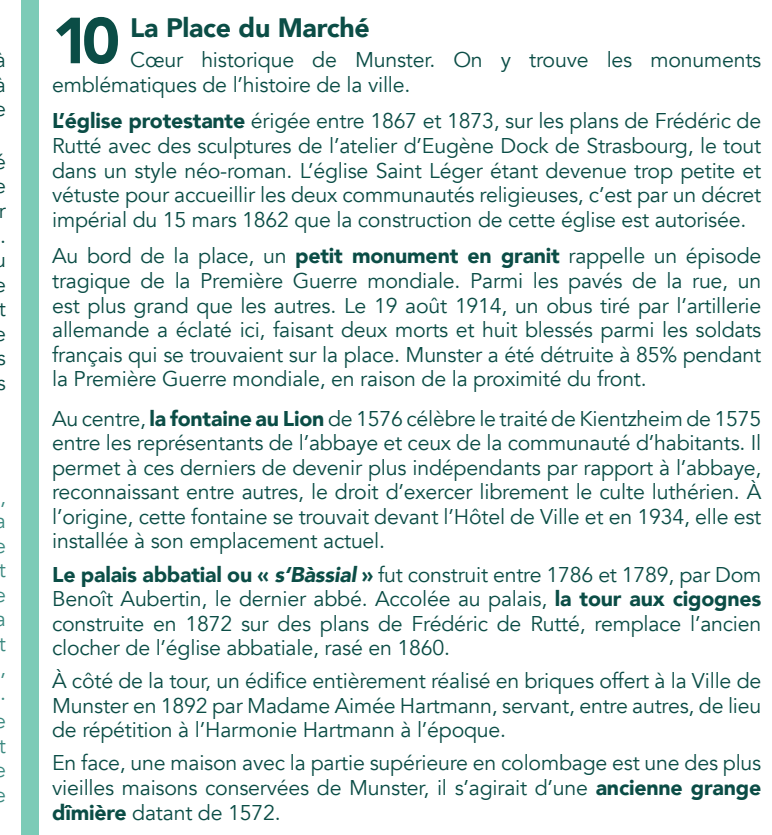 10 La Place du Marché
Cœur historique de Munster. On y trouve les monuments
emblématiques de l'histoire de la ville.
L'église protestante érigée entre 1867 et 1873, sur les plans de Frédéric de
Rutté avec des sculptures de l'atelier d'Eugène Dock de Strasbourg, le tout
dans un style néo-roman. L'église Saint Léger étant devenue trop petite et
vétuste pour accueillir les deux communautés religieuses, c'est par un décret
impérial du 15 mars 1862 que la construction de cette église est autorisée.
Au bord de la place, un petit monument en granit rappelle un épisode
tragique de la Première Guerre mondiale. Parmi les pavés de la rue, un
est plus grand que les autres. Le 19 août 1914, un obus tiré par l'artillerie
allemande a éclaté ici, faisant deux morts et huit blessés parmi les soldats
français qui se trouvaient sur la place. Munster a été détruite à 85% pendant
la Première Guerre mondiale, en raison de la proximité du front.
Au centre, la fontaine au Lion de 1576 célèbre le traité de Kientzheim de 1575
entre les représentants de l'abbaye et ceux de la communauté d'habitants. Il
permet à ces derniers de devenir plus indépendants par rapport à l'abbaye,
reconnaissant entre autres, le droit d'exercer librement le culte luthérien. À
l'origine, cette fontaine se trouvait devant l'Hôtel de Ville et en 1934, elle est
installée à son emplacement actuel.
Le palais abbatial ou « s'Bàssial » fut construit entre 1786 et 1789, par Dom
Benoît Aubertin, le dernier abbé. Accolée au palais, la tour aux cigognes
construite en 1872 sur des plans de Frédéric de Rutté, remplace l'ancien
clocher de l'église abbatiale, rasé en 1860.
À côté de la tour, un édifice entièrement réalisé en briques offert à la Ville de
Munster en 1892 par Madame Aimée Hartmann, servant, entre autres, de lieu
de répétition à l'Harmonie Hartmann à l'époque.
En face, une maison avec la partie supérieure en colombage est une des plus
vieilles maisons conservées de Munster, il s'agirait d'une ancienne grange
dîmière datant de 1572.